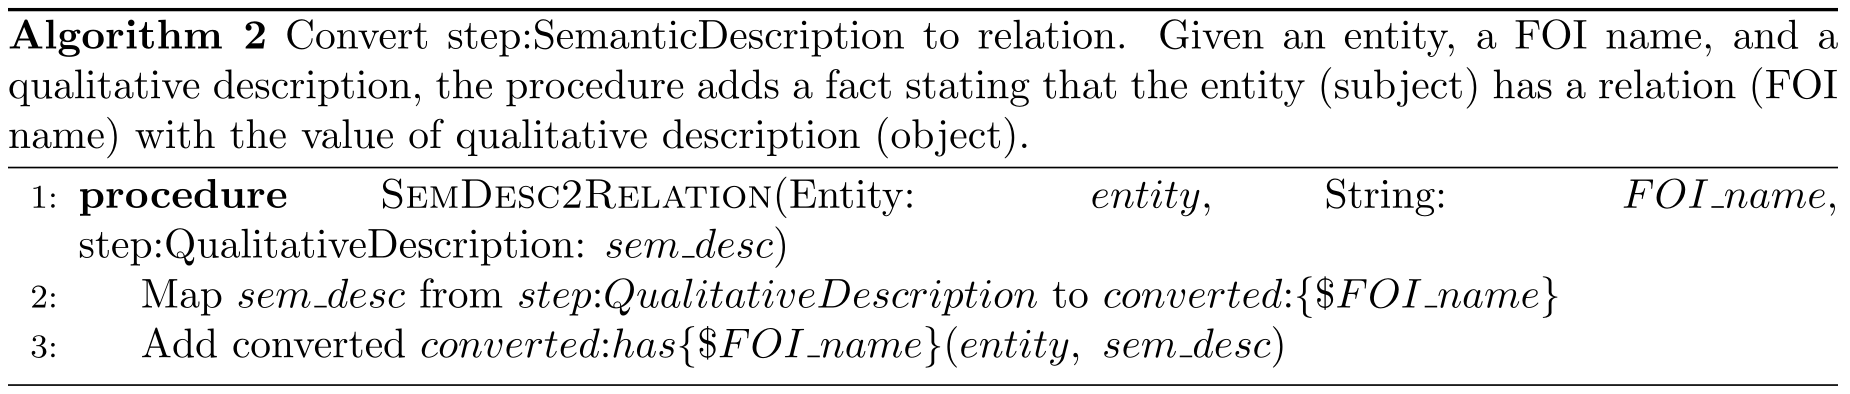 Algorithm 2 Convert step:SemanticDescription to relation. Given an entity, a FOI name, and a
qualitative description, the procedure adds a fact stating that the entity (subject) has a relation (FOI
name) with the value of qualitative description (object).
1: procedure SEMDESC2RELATION(Entity: entity, String: FOI_name,
step:QualitativeDescription: sem_desc)
2: Map sem_desc from step:QualitativeDescription to converted:{$FOI_name}
3: Add converted converted:has{$FOI_name}(entity, sem_desc)